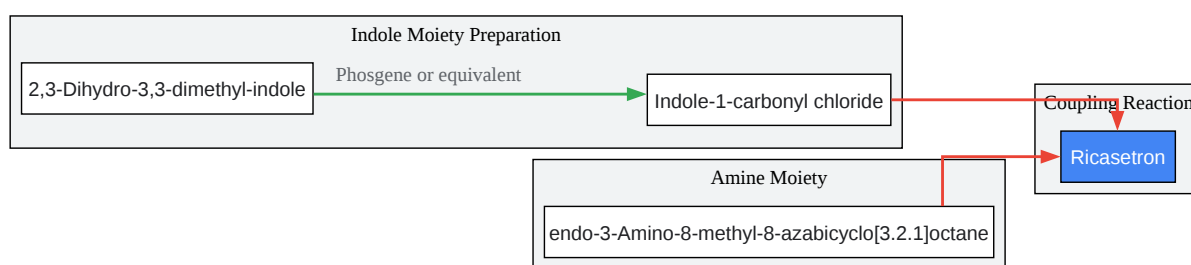 Indole Moiety Preparation
2,3-Dihydro-3,3-dimethyl-indole
Phosgene or equivalent
Indole-1-carbonyl chloride
Coupling Reaction
Ricasetron
Amine Moiety
endo-3-Amino-8-methyl-8-azabicyclo[3.2.1]octane